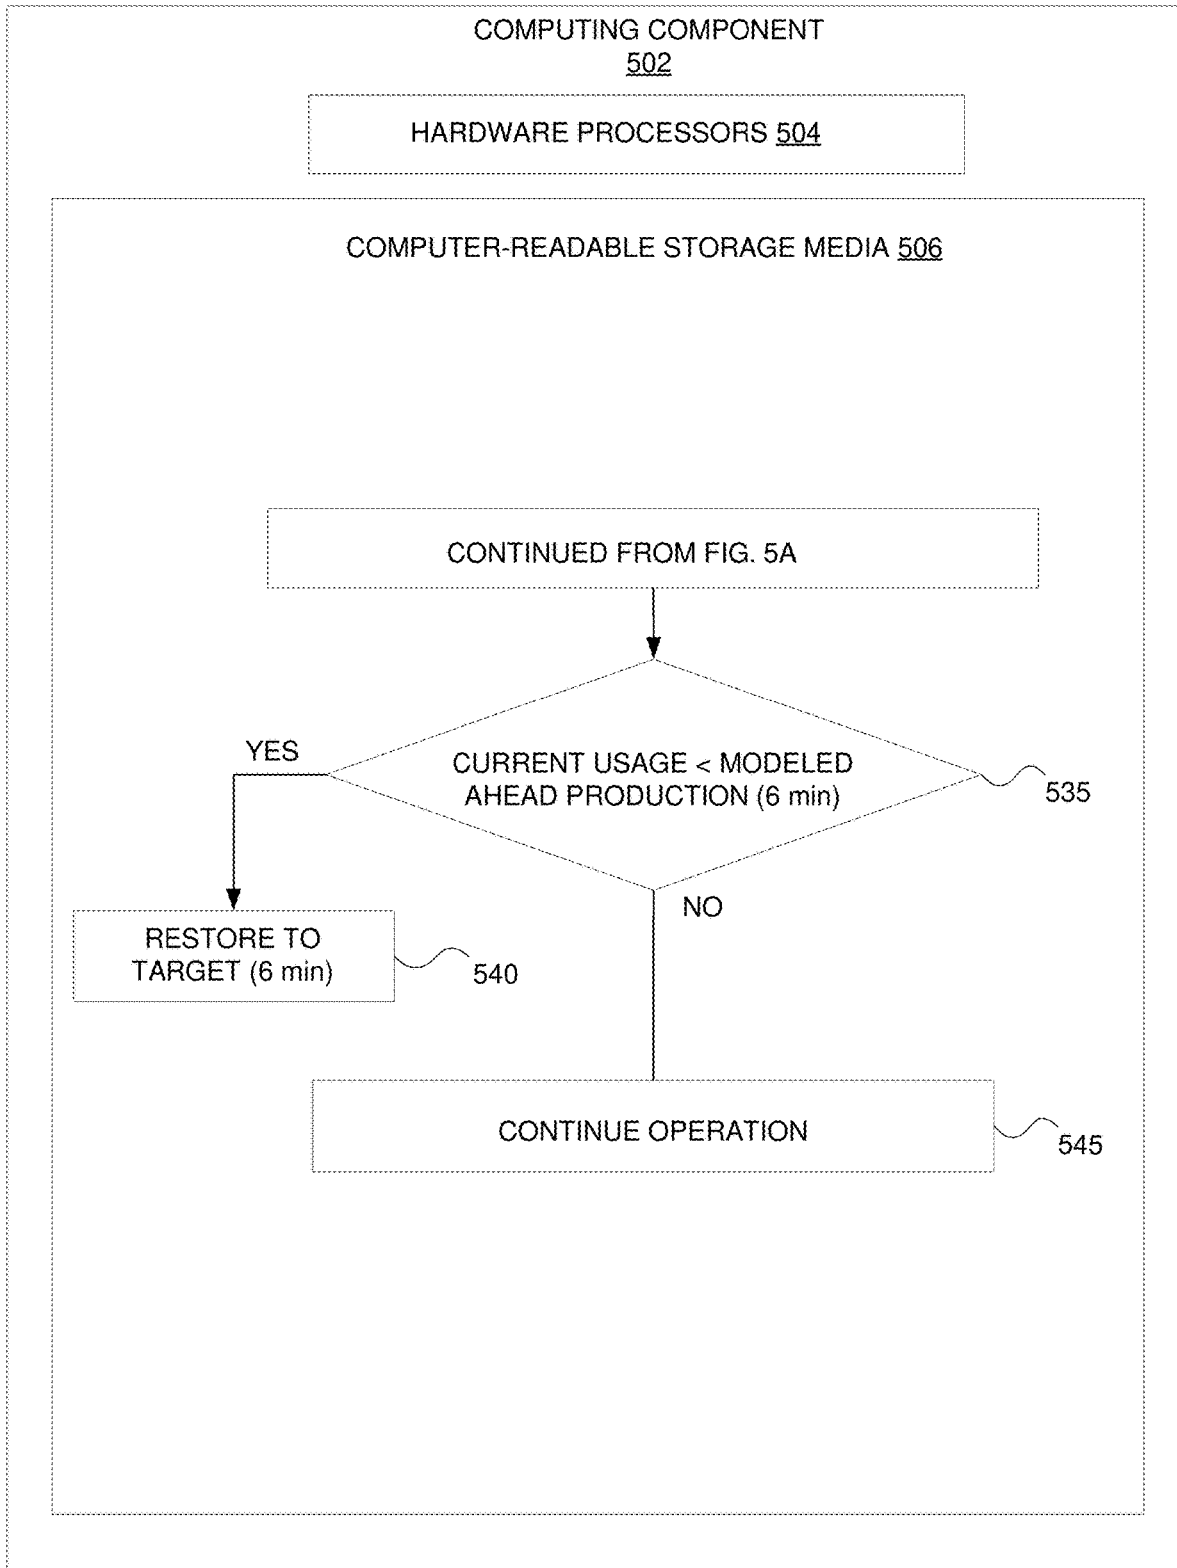 COMPUTING COMPONENT
502
HARDWARE PROCESSORS 504
COMPUTER-READABLE STORAGE MEDIA 506
CONTINUED FROM FIG. 5A
YES
CURRENT USAGE < MODELED
AHEAD PRODUCTION (6 min)
535
NO
RESTORE TO
TARGET (6 min)
540
CONTINUE OPERATION
545